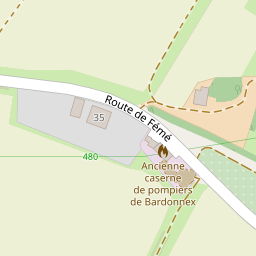 Route de Fémé
35
480
Ancienne
caserne
de pompiers
de Bardonnex